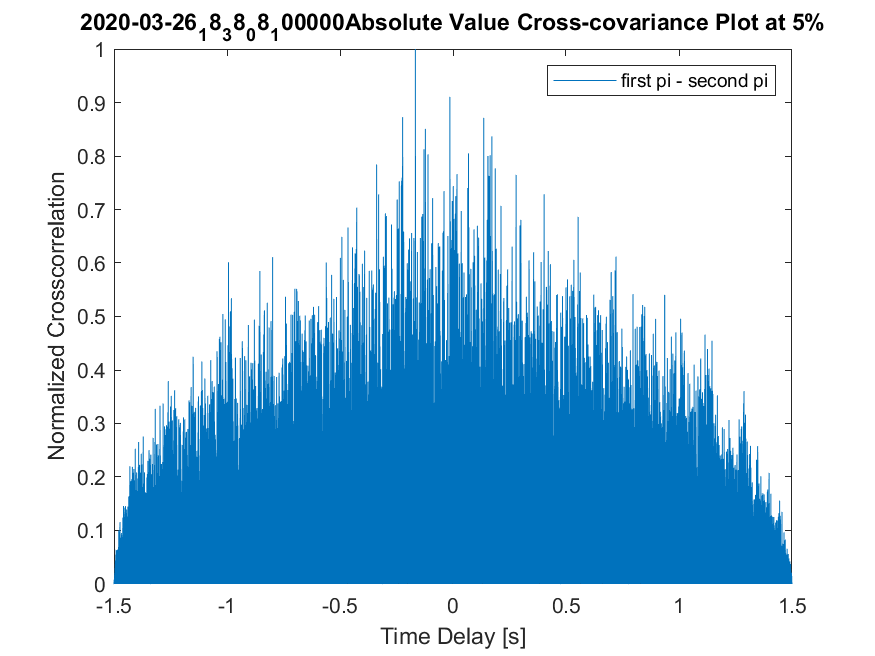 2020-03-26₁8₃8₀8₁00000Absolute Value Cross-covariance Plot at 5%
first pi - second pi
Normalized Crosscorrelation
1
0.9
0.8
0.7
0.6
0.5
0.4
0.3
0.2
0.1
0
-1.5 -1 -0.5 0 0.5 1 1.5
Time Delay [s]